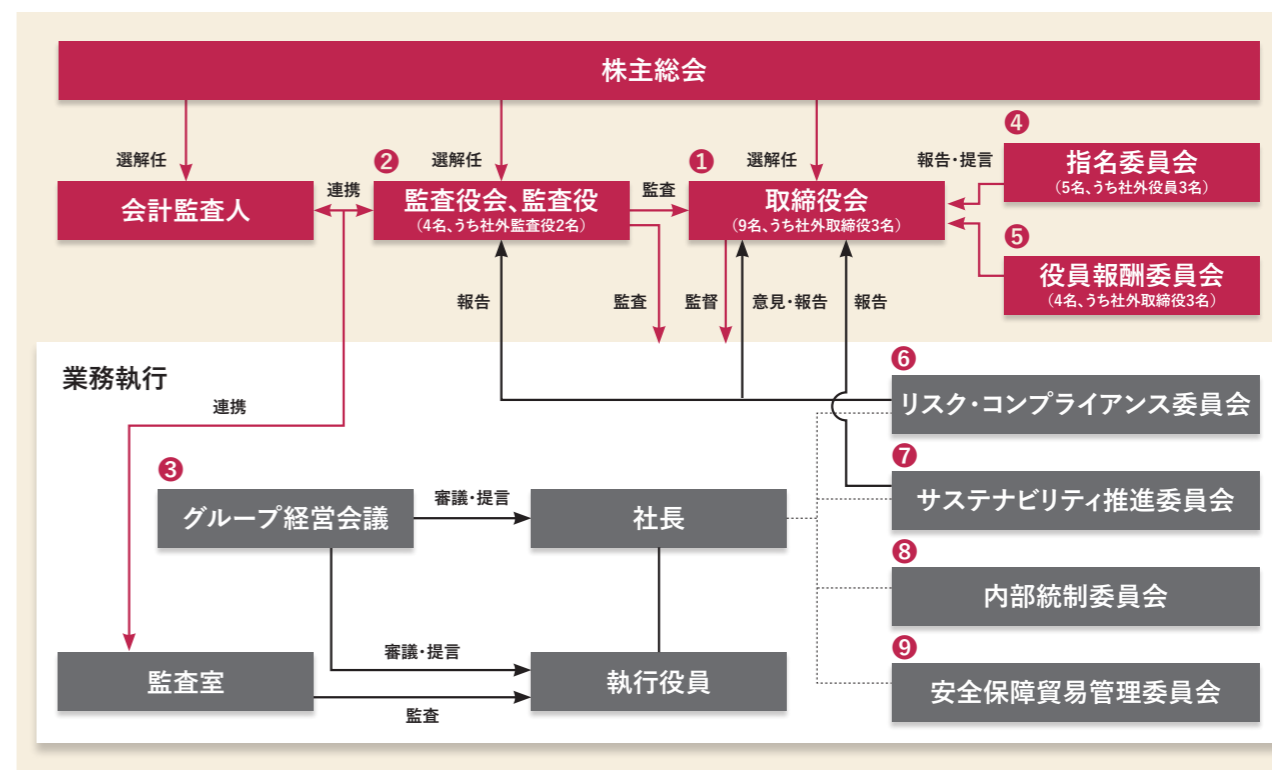 株主総会
選解任
選解任
選解任
❹
報告・提言
指名委員会
(5名、うち社外役員3名)
会計監査人
連携
❷
監査役会、監査役
(4名、うち社外監査役2名)
監査
❶
取締役会
(9名、うち社外取締役3名)
❺
役員報酬委員会
(4名、うち社外取締役3名)
報告
監査
監督
意見・報告
報告
業務執行
連携
❻
リスク・コンプライアンス委員会
❸
グループ経営会議
審議・提言
社長
❼
サステナビリティ推進委員会
❽
内部統制委員会
監査室
審議・提言
監査
執行役員
❾
安全保障貿易管理委員会